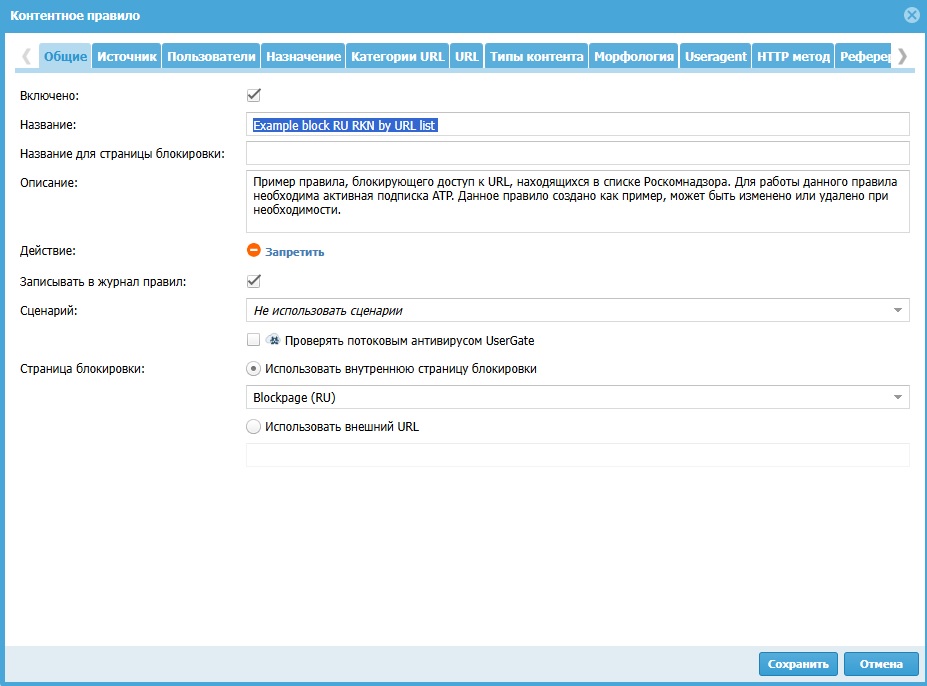 Контентное правило
Общие Источник Пользователи Назначение Категории URL URL Типы контента Морфология Useragent HTTP метод
Включено:
Название: Example block RU RKN by URL list
Название для страницы блокировки:
Описание: Пример правила, блокирующего доступ к URL, находящихся в списке Роскомнадзора. Для работы данного правила
необходима активная подписка ATP. Данное правило создано как пример, может быть изменено или удалено при
необходимости.
Действие: Запретить
Записывать в журнал правил:
Сценарий: Не использовать сценарии
Проверять потоковым антивирусом UserGate
Страница блокировки: Использовать внутреннюю страницу блокировки
Blockpage (RU)
Использовать внешний URL
Сохранить Отмена